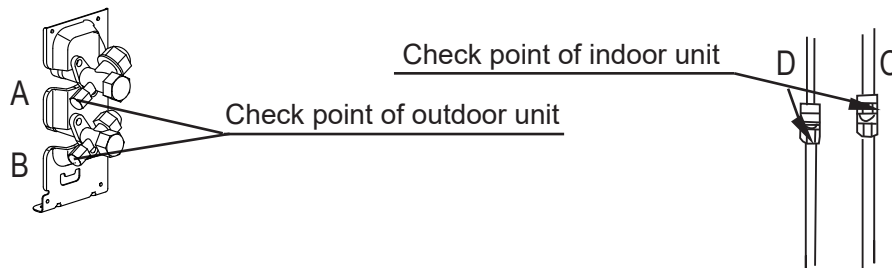 Check point of indoor unit
D
C
A
Check point of outdoor unit
B